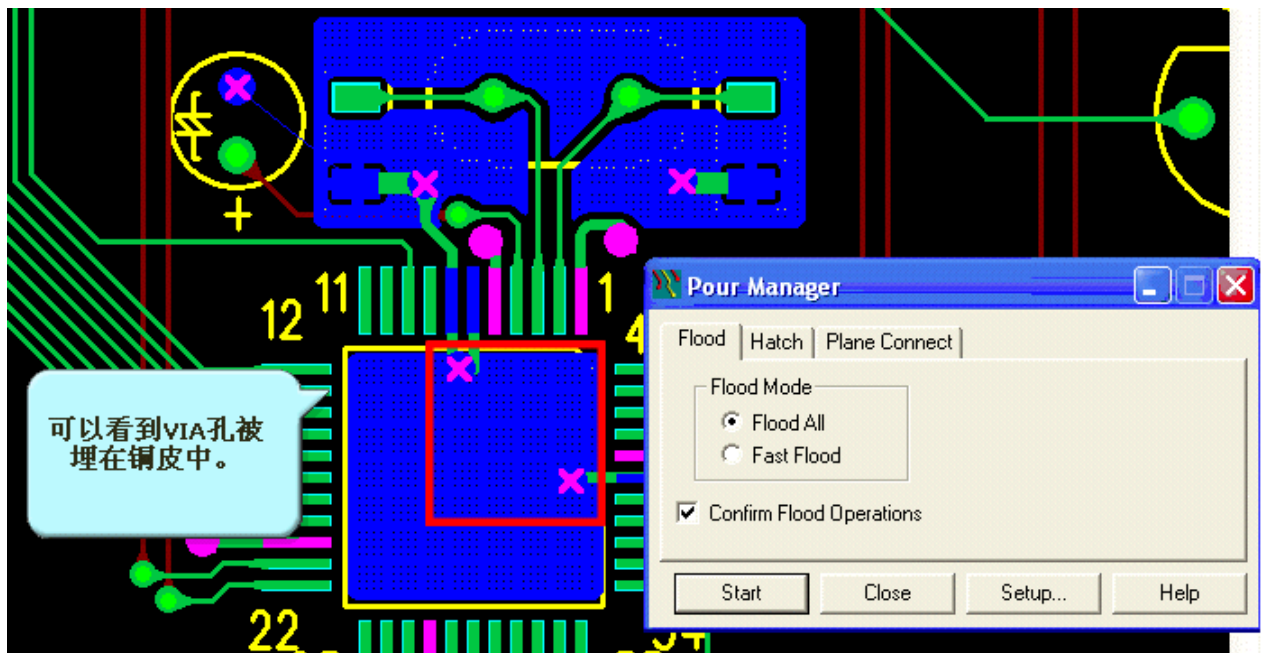 +
11
1
12
4
可以看到VIA孔被
埋在铜皮中。
22
Pour Manager
Flood
Hatch
Plane Connect
Flood Mode
Flood All
Fast Flood
Confirm Flood Operations
Start
Close
Setup...
Help